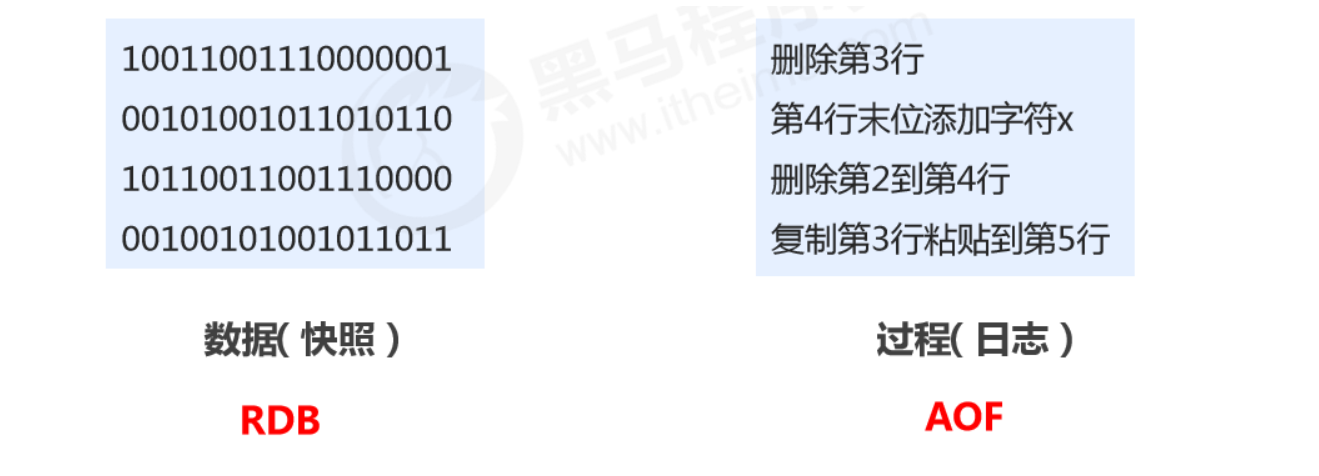 10011001110000001
00101001011010110
10110011001110000
00100101001011011
数据( 快照 )
RDB
删除第3行
第4行末位添加字符x
删除第2到第4行
复制第3行粘贴到第5行
过程( 日志 )
AOF
黑马程序
www.itheima.com